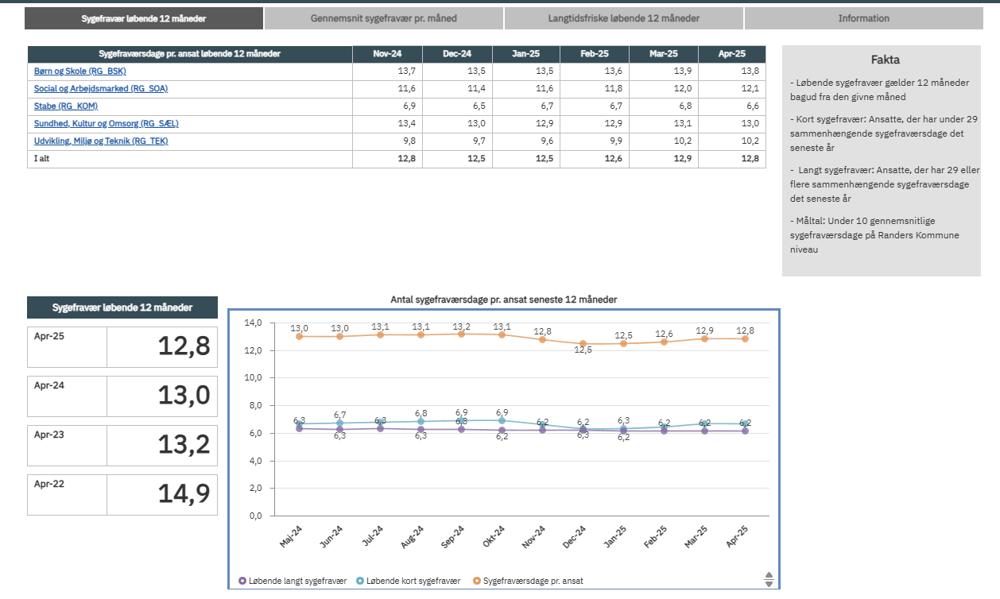 Sygefravær løbende 12 måneder Gennemsnit sygefravær pr. måned Langtidsfriske løbende 12 måneder Information
Sygefraværsdage pr. ansat løbende 12 måneder Nov-24 Dec-24 Jan-25 Feb-25 Mar-25 Apr-25
Børn og Skole (RG_BSK) 13,7 13,5 13,5 13,6 13,9 13,8
Social og Arbejdsmarked (RG_SOA) 11,6 11,4 11,6 11,8 12,0 12,1
Stabe (RG_KOM) 6,9 6,5 6,7 6,7 6,8 6,6
Sundhed, Kultur og Omsorg (RG_SÆL) 13,4 13,0 12,9 12,9 13,1 13,0
Udvikling, Miljø og Teknik (RG_TEK) 9,8 9,7 9,6 9,9 10,2 10,2
I alt 12,8 12,5 12,5 12,6 12,9 12,8
Fakta
- Løbende sygefravær gælder 12 måneder
bagud fra den givne måned
- Kort sygefravær: Ansatte, der har under 29
sammenhængende sygefraværsdage det
seneste år
- Langt sygefravær: Ansatte, der har 29 eller
flere sammenhængende sygefraværsdage
det seneste år
- Måltal: Under 10 gennemsnitlige
sygefraværsdage på Randers Kommune
niveau
Sygefravær løbende 12 måneder
Apr-25 12,8
Apr-24 13,0
Apr-23 13,2
Apr-22 14,9
Antal sygefraværsdage pr. ansat seneste 12 måneder
14,0
12,0
10,0
8,0
6,0
4,0
2,0
0,0
13,0 13,0 13,1 13,1 13,2 13,1 12,8 12,5 12,5 12,6 12,9 12,8
6,7 6,8 6,9 6,9
6,3 6,3 6,3 6,2 6,2 6,3 6,2 6,2 6,2
6,3 6,3 6,2 6,3 6,2
Maj-24 Jun-24 Jul-24 Aug-24 Sep-24 Okt-24 Nov-24 Dec-24 Jan-25 Feb-25 Mar-25 Apr-25
Løbende langt sygefravær Løbende kort sygefravær Sygefraværsdage pr. ansat